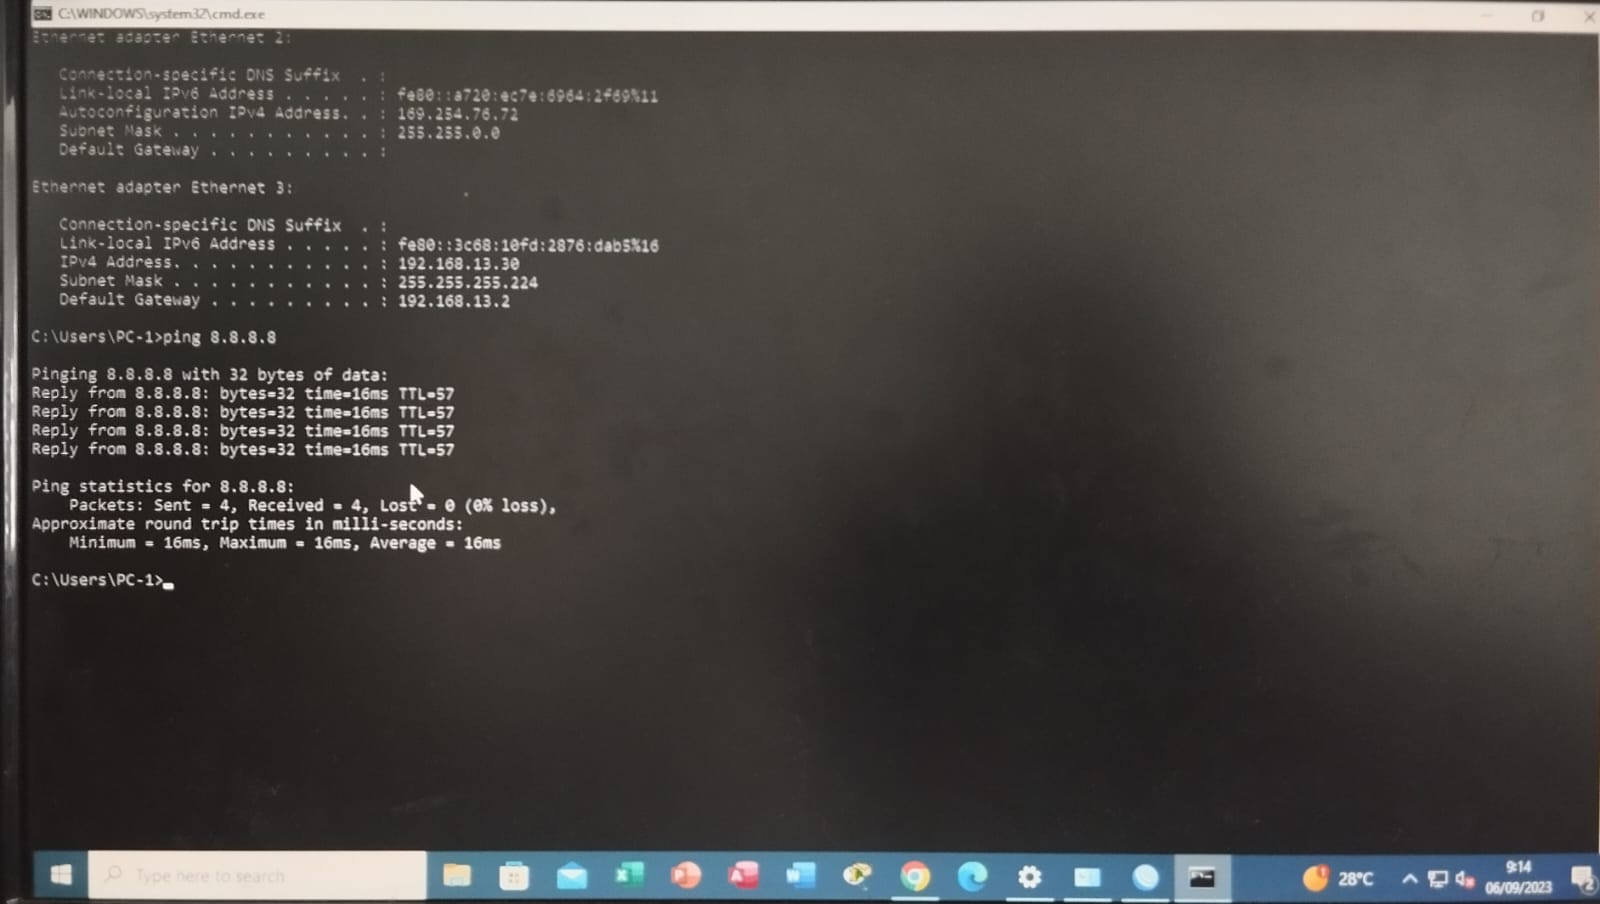 C:\WINDOWS\system32\cmd.exe
Ethernet adapter Ethernet 2:
Connection-specific DNS Suffix . :
Link-local IPv6 Address . . . . . : fe80::a720:ec7e:6964:2f69%11
Autoconfiguration IPv4 Address. . : 169.254.76.72
Subnet Mask . . . . . . . . . . . : 255.255.0.0
Default Gateway . . . . . . . . . :
Ethernet adapter Ethernet 3:
Connection-specific DNS Suffix . :
Link-local IPv6 Address . . . . . : fe80::3c68:10fd:2876:dab5%16
IPv4 Address. . . . . . . . . . . : 192.168.13.30
Subnet Mask . . . . . . . . . . . : 255.255.255.224
Default Gateway . . . . . . . . . : 192.168.13.2
C:\Users\PC-1>ping 8.8.8.8
Pinging 8.8.8.8 with 32 bytes of data:
Reply from 8.8.8.8: bytes=32 time=16ms TTL=57
Reply from 8.8.8.8: bytes=32 time=16ms TTL=57
Reply from 8.8.8.8: bytes=32 time=16ms TTL=57
Reply from 8.8.8.8: bytes=32 time=16ms TTL=57
Ping statistics for 8.8.8.8:
Packets: Sent = 4, Received = 4, Lost = 0 (0% loss),
Approximate round trip times in milli-seconds:
Minimum = 16ms, Maximum = 16ms, Average = 16ms
C:\Users\PC-1>
Type here to search
28°C
9:14
06/09/2023
2